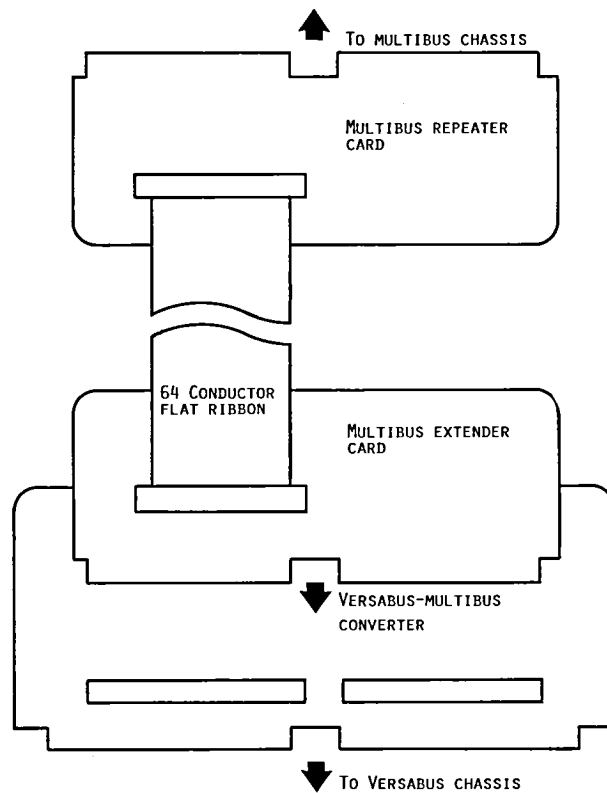 To multibus chassis
Multibus repeater
card
64 Conductor
flat ribbon
Multibus extender
card
Versabus-multibus
converter
To Versabus chassis